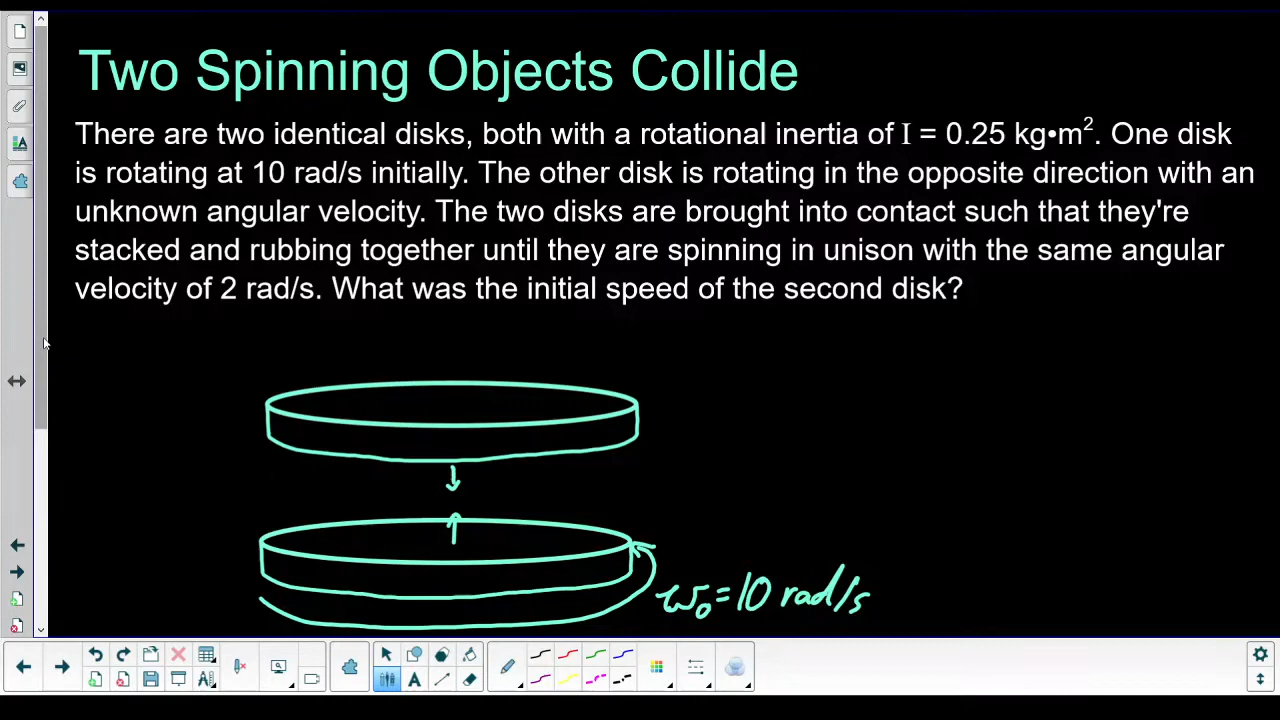 Two Spinning Objects Collide
There are two identical disks, both with a rotational inertia of I = 0.25 kg•m². One disk
is rotating at 10 rad/s initially. The other disk is rotating in the opposite direction with an
unknown angular velocity. The two disks are brought into contact such that they're
stacked and rubbing together until they are spinning in unison with the same angular
velocity of 2 rad/s. What was the initial speed of the second disk?
ω₀ = 10 rad/s